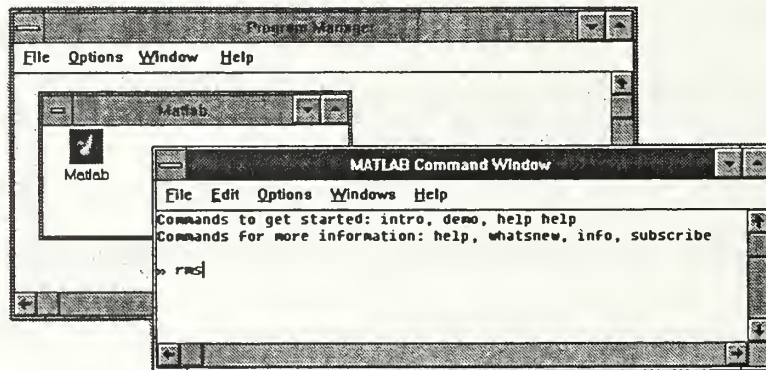 Program Manager
File Options Window Help
Matlab
Matlab
MATLAB Command Window
File Edit Options Windows Help
Commands to get started: intro, demo, help help
Commands for more information: help, whatsnew, info, subscribe
» rms